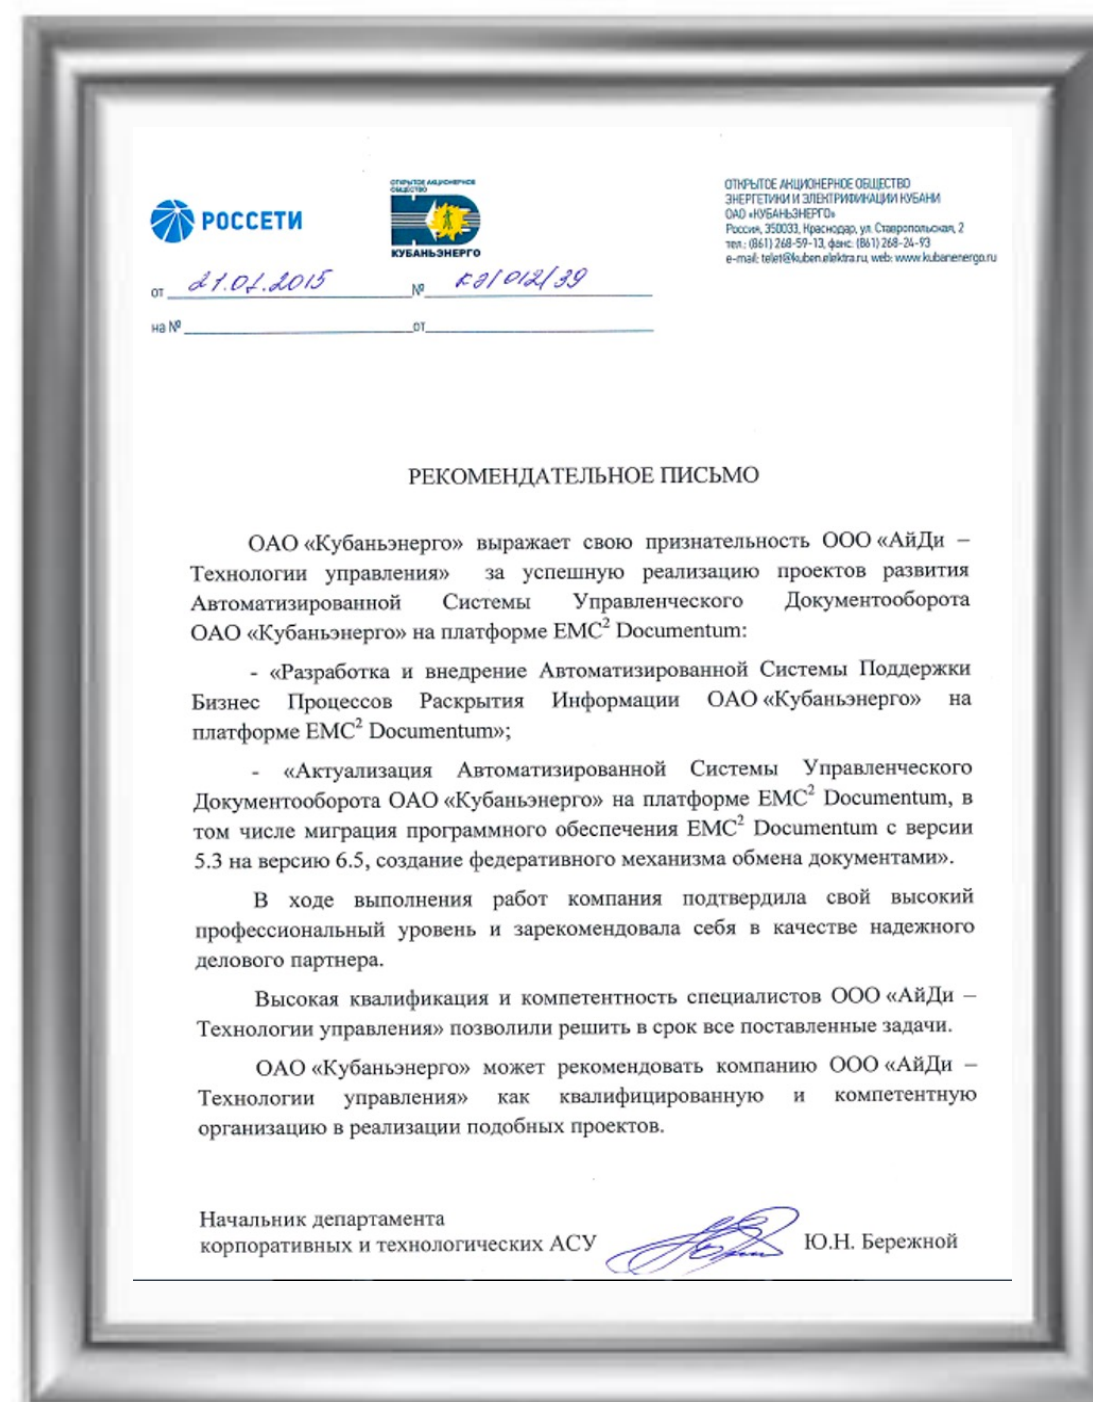 РОССЕТИ
ОТКРЫТОЕ АКЦИОНЕРНОЕ
ОБЩЕСТВО
КУБАНЬЭНЕРГО
ОТКРЫТОЕ АКЦИОНЕРНОЕ ОБЩЕСТВО
ЭНЕРГЕТИКИ И ЭЛЕКТРИФИКАЦИИ КУБАНИ
ОАО «КУБАНЬЭНЕРГО»
Россия, 350033, Краснодар, ул. Ставропольская, 2
тел.: (861) 268-59-13, факс: (861) 268-24-93
e-mail: telet@kuben.elektra.ru, web: www.kubanenergo.ru
от 21.01.2015 № КЭ/012/39
на № от
РЕКОМЕНДАТЕЛЬНОЕ ПИСЬМО
ОАО «Кубаньэнерго» выражает свою признательность ООО «АйДи –
Технологии управления» за успешную реализацию проектов развития
Автоматизированной Системы Управленческого Документооборота
ОАО «Кубаньэнерго» на платформе EMC² Documentum:
- «Разработка и внедрение Автоматизированной Системы Поддержки
Бизнес Процессов Раскрытия Информации ОАО «Кубаньэнерго» на
платформе EMC² Documentum»;
- «Актуализация Автоматизированной Системы Управленческого
Документооборота ОАО «Кубаньэнерго» на платформе EMC² Documentum, в
том числе миграция программного обеспечения EMC² Documentum с версии
5.3 на версию 6.5, создание федеративного механизма обмена документами».
В ходе выполнения работ компания подтвердила свой высокий
профессиональный уровень и зарекомендовала себя в качестве надежного
делового партнера.
Высокая квалификация и компетентность специалистов ООО «АйДи –
Технологии управления» позволили решить в срок все поставленные задачи.
ОАО «Кубаньэнерго» может рекомендовать компанию ООО «АйДи –
Технологии управления» как квалифицированную и компетентную
организацию в реализации подобных проектов.
Начальник департамента
корпоративных и технологических АСУ Ю.Н. Бережной